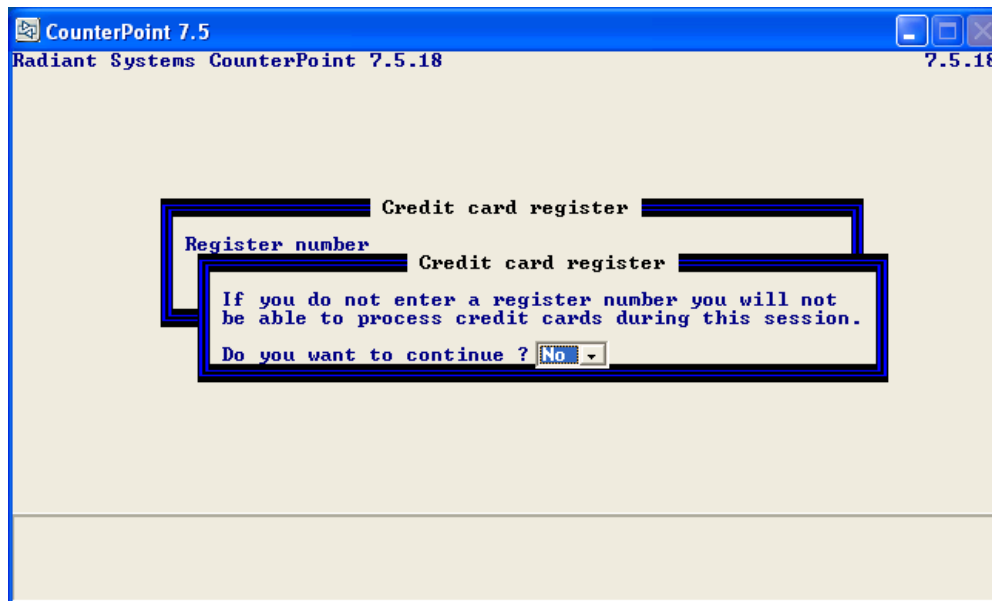 CounterPoint 7.5
Radiant Systems CounterPoint 7.5.18 7.5.18
Credit card register
Register number
Credit card register
If you do not enter a register number you will not
be able to process credit cards during this session.
Do you want to continue ? No